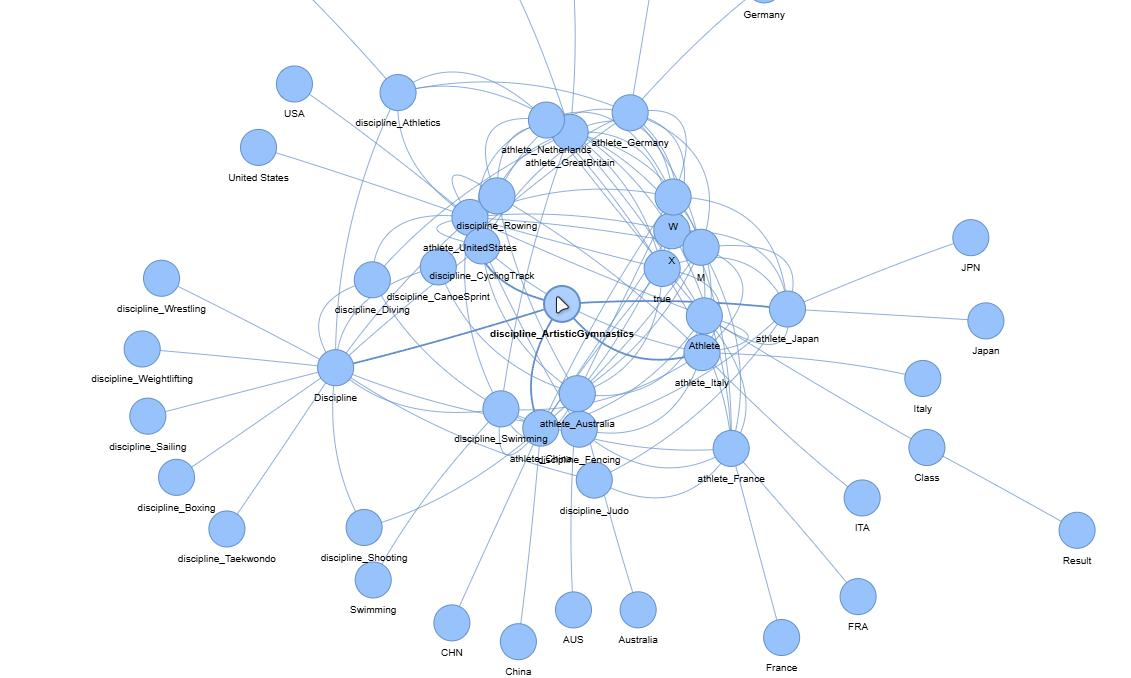 Germany
USA
discipline_Athletics
athlete_Germany
athlete_Netherlands
athlete_GreatBritain
United States
discipline_Rowing
W
athlete_UnitedStates
X
JPN
discipline_CyclingTrack
M
discipline_CanoeSprint
true
discipline_Wrestling
discipline_Diving
discipline_ArtisticGymnastics
athlete_Japan
Athlete
Japan
discipline_Weightlifting
athlete_Italy
Discipline
Italy
athlete_Australia
discipline_Swimming
discipline_Sailing
athlete_China
discipline_Fencing
athlete_France
Class
discipline_Boxing
discipline_Judo
ITA
discipline_Taekwondo
discipline_Shooting
Result
Swimming
FRA
AUS
Australia
CHN
China
France